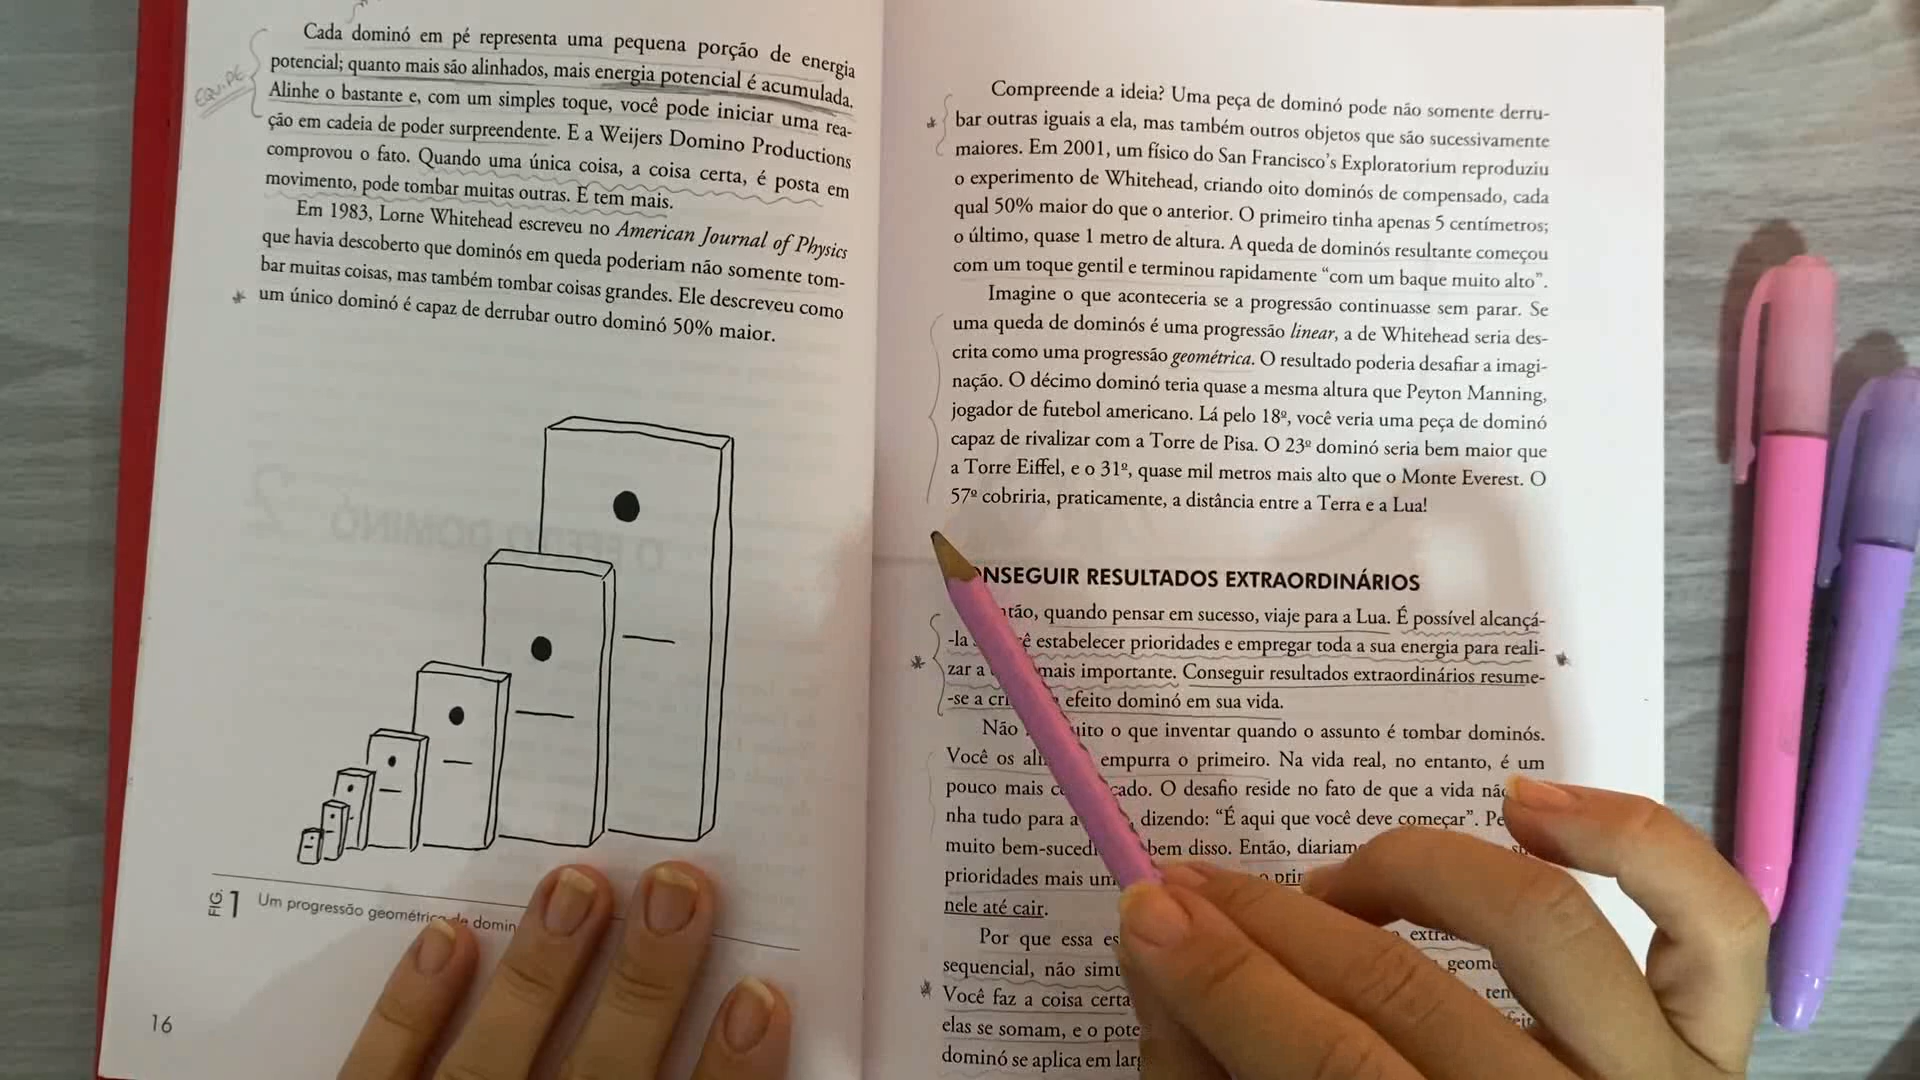 Cada dominó em pé representa uma pequena porção de energia
potencial; quanto mais são alinhados, mais energia potencial é acumulada.
Alinhe o bastante e, com um simples toque, você pode iniciar uma rea-
ção em cadeia de poder surpreendente. E a Weijers Domino Productions
comprovou o fato. Quando uma única coisa, a coisa certa, é posta em
movimento, pode tombar muitas outras. E tem mais.
EQUIPE
Em 1983, Lorne Whitehead escreveu no American Journal of Physics
que havia descoberto que dominós em queda poderiam não somente tom-
bar muitas coisas, mas também tombar coisas grandes. Ele descreveu como
um único dominó é capaz de derrubar outro dominó 50% maior.
FIG. 1 Um progressão geométrica de domin
16
Compreende a ideia? Uma peça de dominó pode não somente derru-
bar outras iguais a ela, mas também outros objetos que são sucessivamente
maiores. Em 2001, um físico do San Francisco's Exploratorium reproduziu
o experimento de Whitehead, criando oito dominós de compensado, cada
qual 50% maior do que o anterior. O primeiro tinha apenas 5 centímetros;
o último, quase 1 metro de altura. A queda de dominós resultante começou
com um toque gentil e terminou rapidamente “com um baque muito alto”.
Imagine o que aconteceria se a progressão continuasse sem parar. Se
uma queda de dominós é uma progressão linear, a de Whitehead seria des-
crita como uma progressão geométrica. O resultado poderia desafiar a imagi-
nação. O décimo dominó teria quase a mesma altura que Peyton Manning,
jogador de futebol americano. Lá pelo 18º, você veria uma peça de dominó
capaz de rivalizar com a Torre de Pisa. O 23º dominó seria bem maior que
a Torre Eiffel, e o 31º, quase mil metros mais alto que o Monte Everest. O
57º cobriria, praticamente, a distância entre a Terra e a Lua!
ONSEGUIR RESULTADOS EXTRAORDINÁRIOS
ntão, quando pensar em sucesso, viaje para a Lua. É possível alcançá-
-la ê estabelecer prioridades e empregar toda a sua energia para reali-
zar a mais importante. Conseguir resultados extraordinários resume-
-se a cri efeito dominó em sua vida.
Não uito o que inventar quando o assunto é tombar dominós.
Você os ali empurra o primeiro. Na vida real, no entanto, é um
pouco mais c cado. O desafio reside no fato de que a vida não
nha tudo para a dizendo: “É aqui que você deve começar”. Pe
muito bem-sucedi bem disso. Então, diariam
prioridades mais um o prir
nele até cair.
Por que essa es extrao
sequencial, não simu geomé
Você faz a coisa certa ten
elas se somam, e o pote feit
dominó se aplica em larg